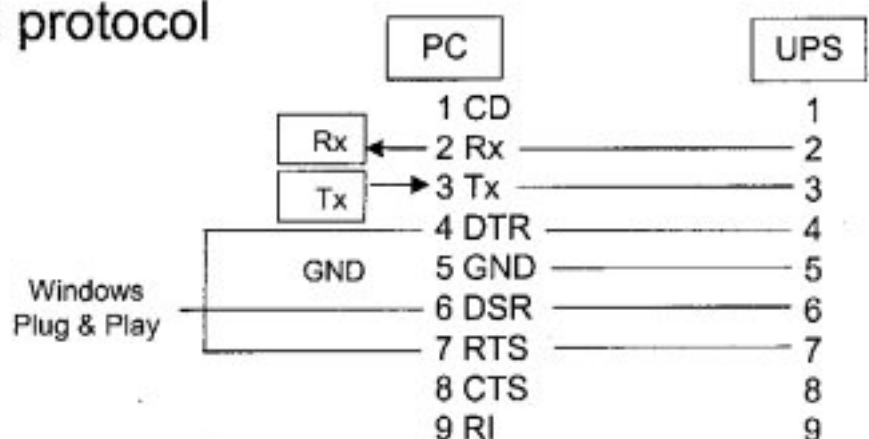 protocol
PC UPS
1 CD 1
Rx 2 Rx 2
Tx 3 Tx 3
4 DTR 4
GND 5 GND 5
Windows
Plug & Play
6 DSR 6
7 RTS 7
8 CTS 8
9 RI 9